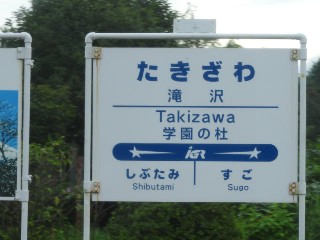 たきざわ
滝沢
Takizawa
学園の杜
IGR
しぶたみ すご
Shibutami Sugo